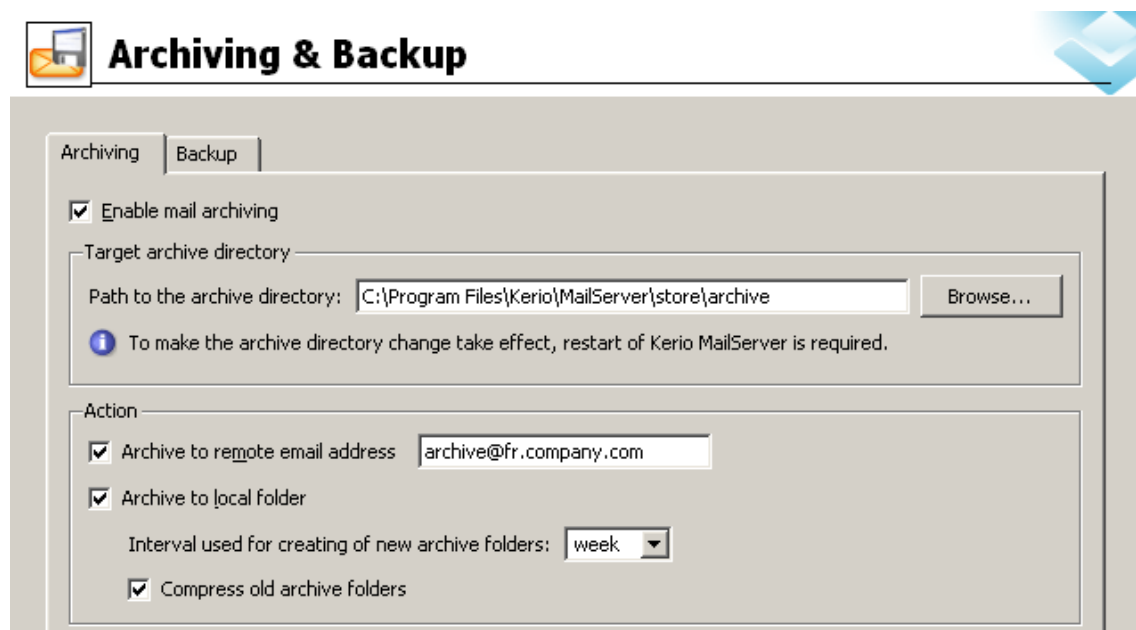 Archiving & Backup
Archiving Backup
Enable mail archiving
Target archive directory
Path to the archive directory: C:\Program Files\Kerio\MailServer\store\archive Browse...
To make the archive directory change take effect, restart of Kerio MailServer is required.
Action
Archive to remote email address archive@fr.company.com
Archive to local folder
Interval used for creating of new archive folders: week
Compress old archive folders